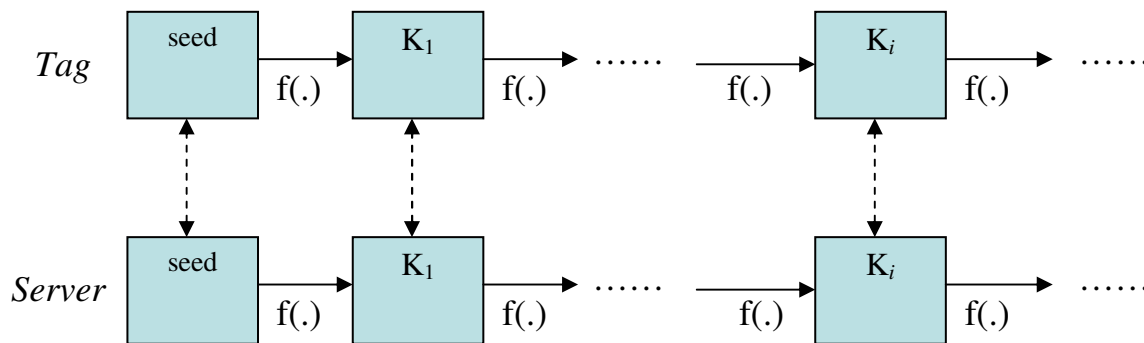 seed K₁ Kᵢ
Tag f(.) f(.) ...... f(.) f(.) ......
seed K₁ Kᵢ
Server f(.) f(.) ...... f(.) f(.) ......